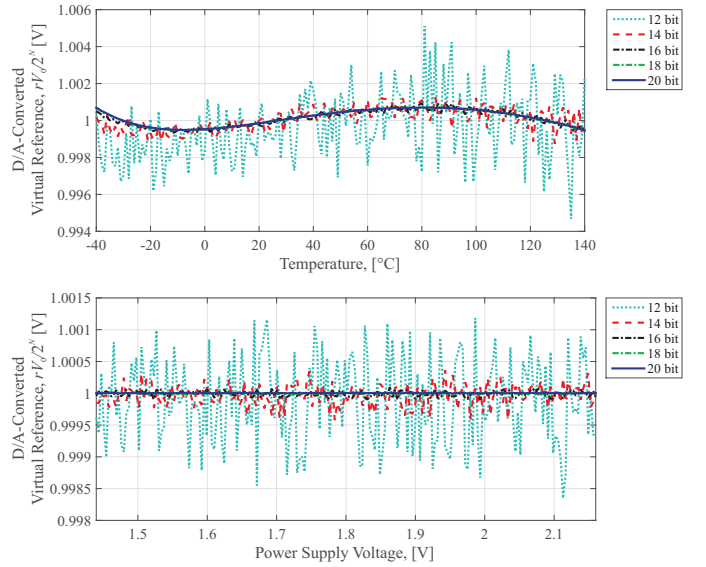 D/A-Converted
Virtual Reference, rV_d/2^N [V]
1.006
1.004
1.002
1
0.998
0.996
0.994
-40
-20
0
20
40
60
80
100
120
140
Temperature, [°C]
12 bit
14 bit
16 bit
18 bit
20 bit
D/A-Converted
Virtual Reference, rV_d/2^N [V]
1.0015
1.001
1.0005
1
0.9995
0.999
0.9985
0.998
1.5
1.6
1.7
1.8
1.9
2
2.1
Power Supply Voltage, [V]
12 bit
14 bit
16 bit
18 bit
20 bit